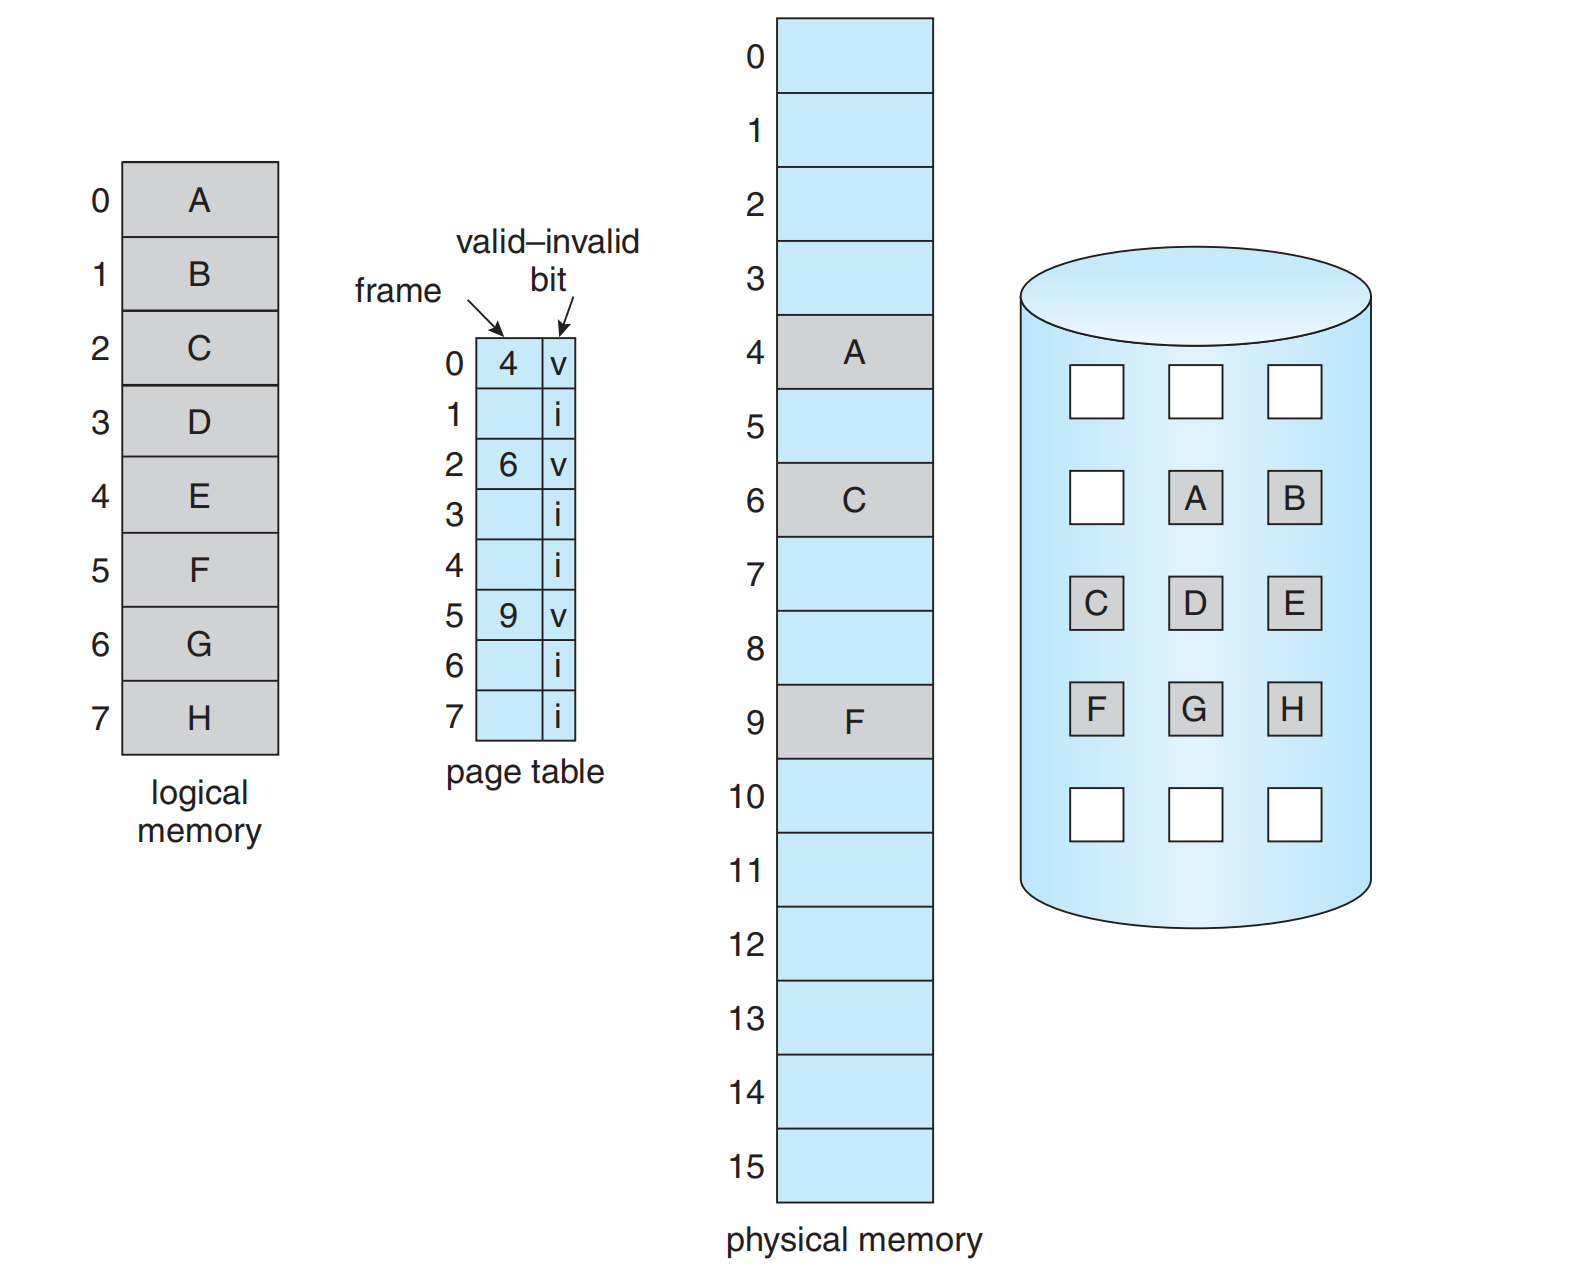 0 A
1 B
2 C
3 D
4 E
5 F
6 G
7 H
logical
memory
valid–invalid
bit
frame
0 4 v
1 i
2 6 v
3 i
4 i
5 9 v
6 i
7 i
page table
0
1
2
3
4 A
5
6 C
7
8
9 F
10
11
12
13
14
15
physical memory
A B
C D E
F G H